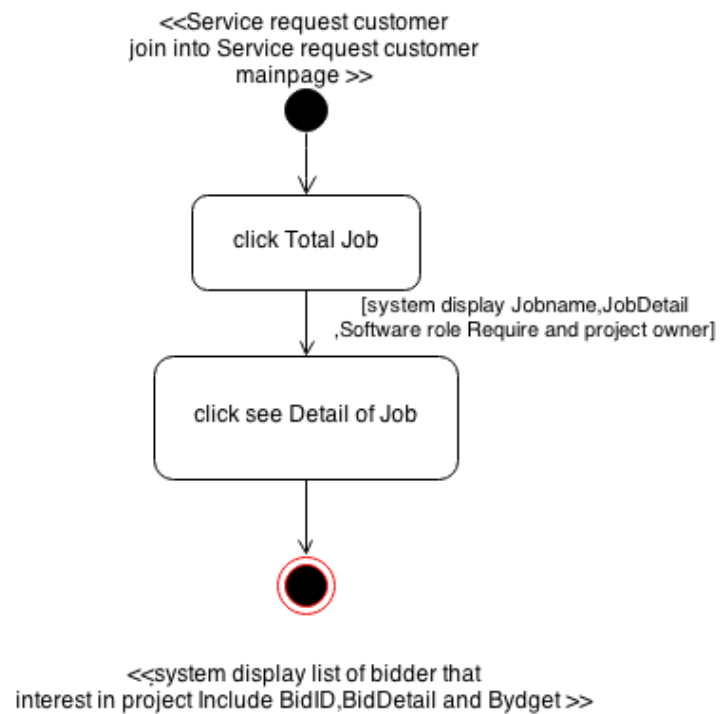 <<Service request customer
join into Service request customer
mainpage >>
click Total Job
[system display Jobname,JobDetail
,Software role Require and project owner]
click see Detail of Job
<<system display list of bidder that
interest in project Include BidID,BidDetail and Bydget >>